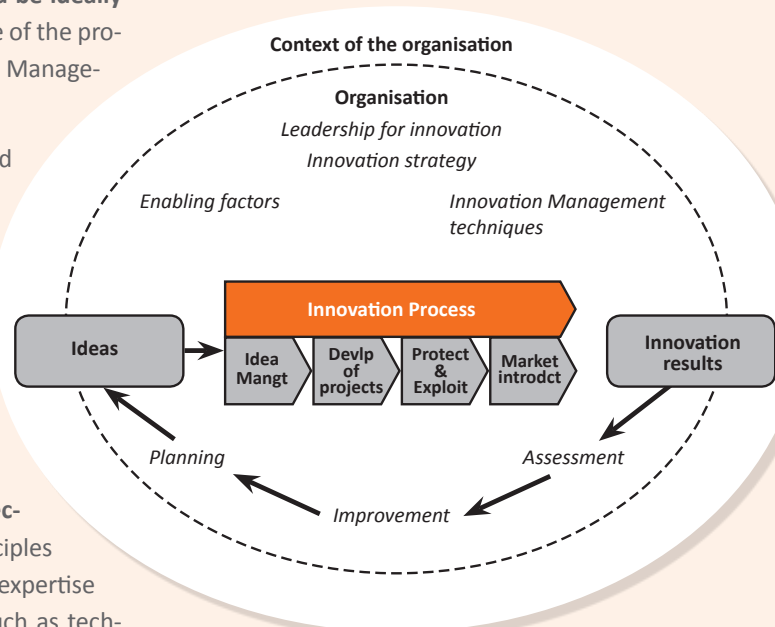 be ideally
e of the pro-
Manage-
Context of the organisation
Organisation
Leadership for innovation
Innovation strategy
Enabling factors
Innovation Management
techniques
Innovation Process
Ideas
Idea
Mangt
Devlp
of
projects
Protect
&
Exploit
Market
introdct
Innovation
results
Planning
Assessment
Improvement
ec-
ciples
expertise
uch as tech-